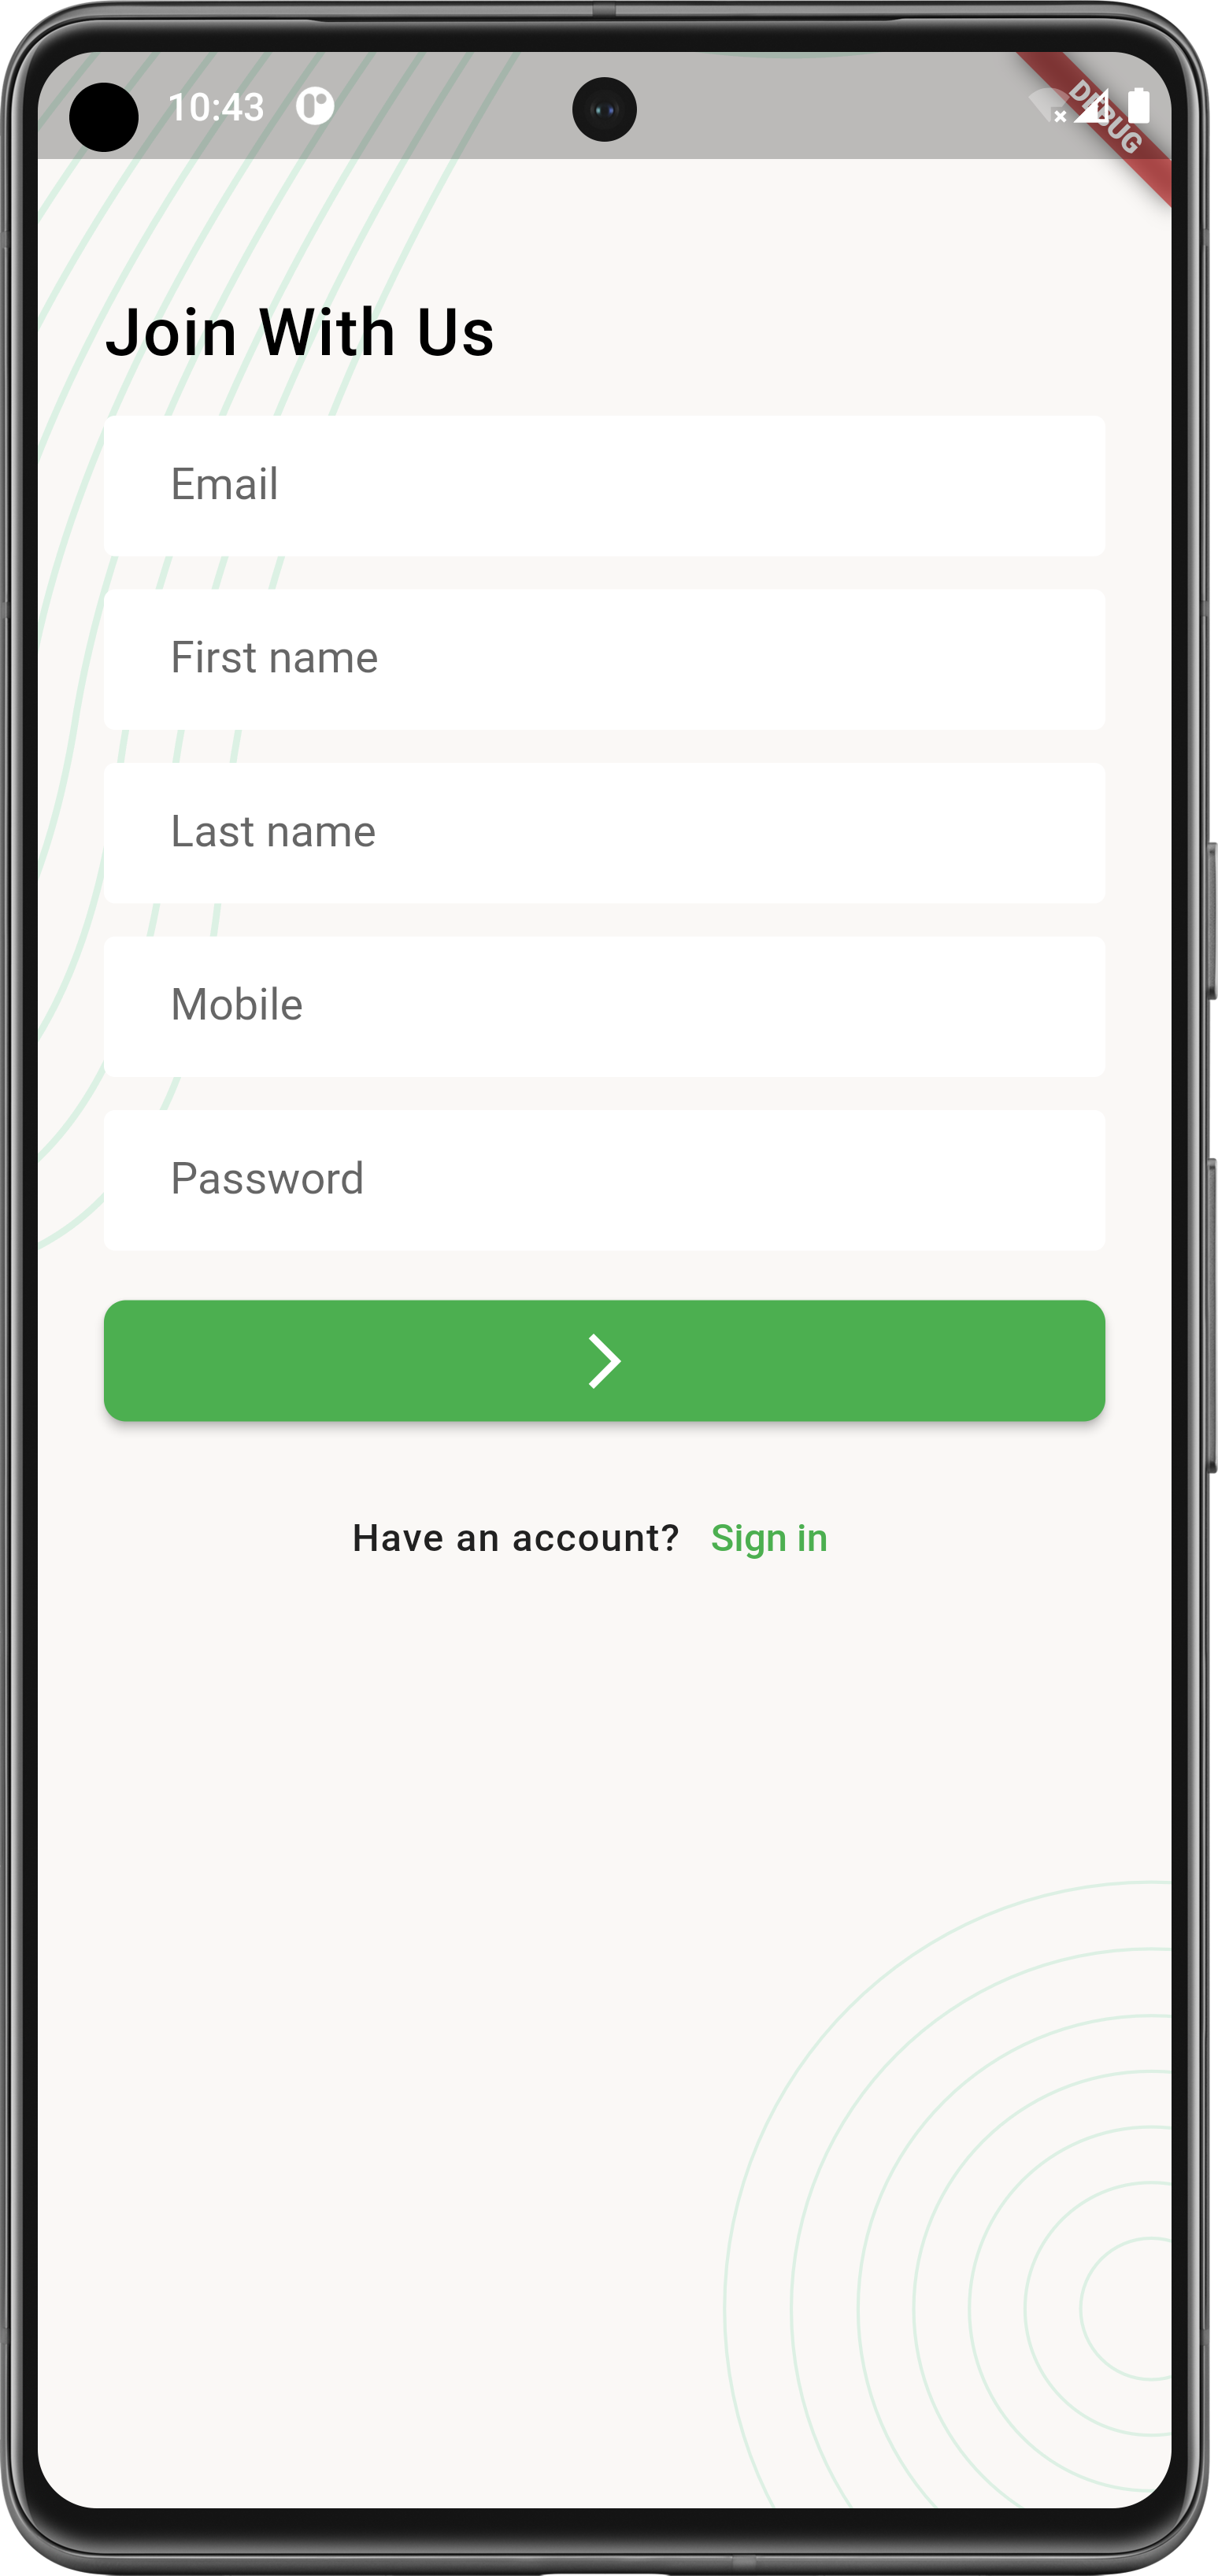 10:43
DEBUG
Join With Us
Email
First name
Last name
Mobile
Password
Have an account? Sign in